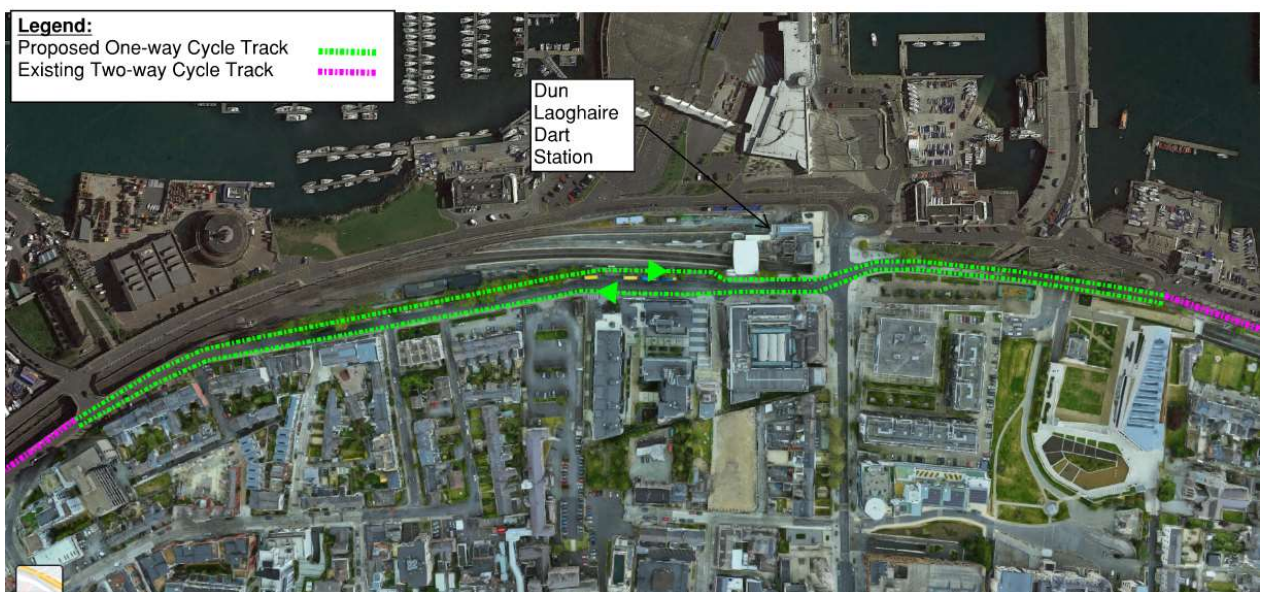 Legend:
Proposed One-way Cycle Track
Existing Two-way Cycle Track
Dun
Laoghaire
Dart
Station